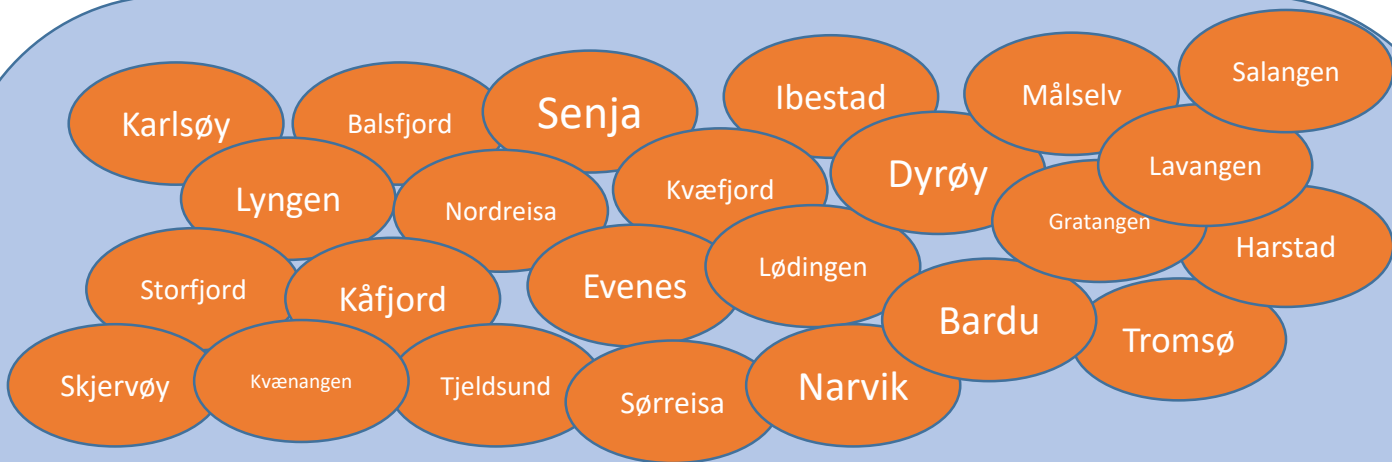 Karlsøy
Balsfjord
Senja
Ibestad
Målselv
Salangen
Lyngen
Nordreisa
Kvæfjord
Dyrøy
Lavangen
Gratangen
Harstad
Storfjord
Kåfjord
Evenes
Lødingen
Bardu
Tromsø
Skjervøy
Kvænangen
Tjeldsund
Sørreisa
Narvik